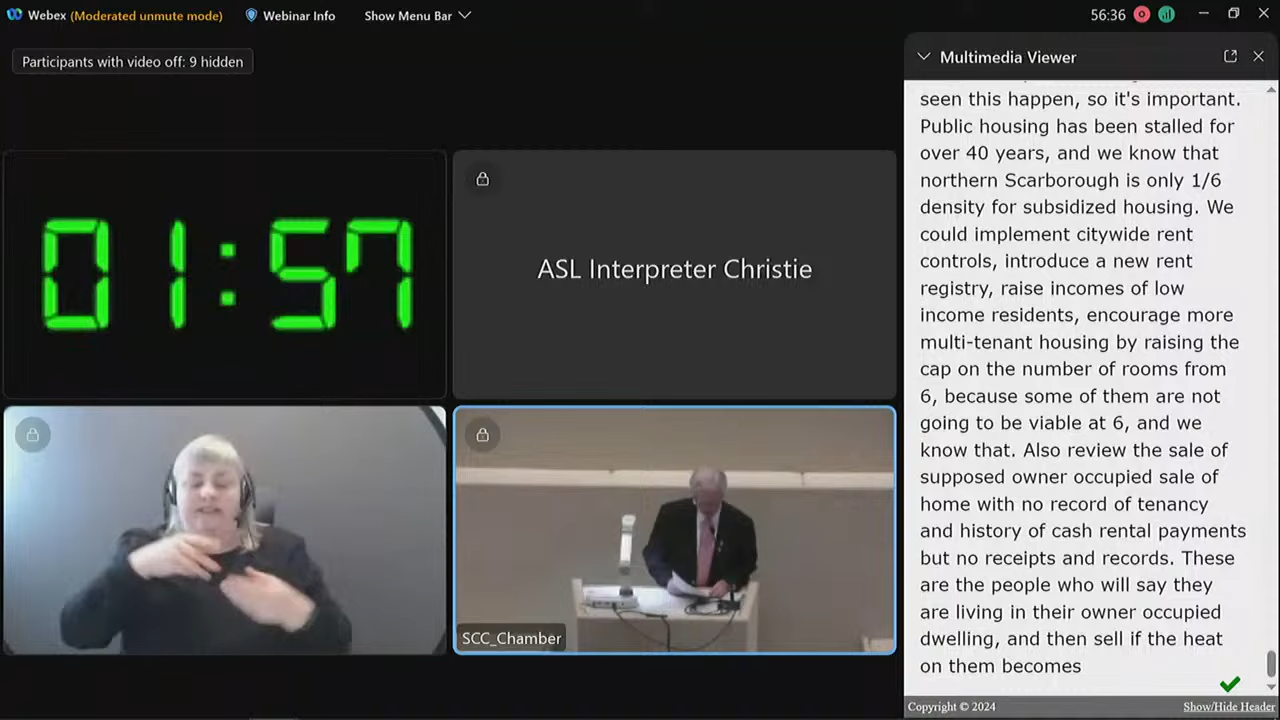 Webex (Moderated unmute mode) Webinar Info Show Menu Bar 56:36
Participants with video off: 9 hidden
01:57
ASL Interpreter Christie
SCC_Chamber
Multimedia Viewer
seen this happen, so it's important.
Public housing has been stalled for
over 40 years, and we know that
northern Scarborough is only 1/6
density for subsidized housing. We
could implement citywide rent
controls, introduce a new rent
registry, raise incomes of low
income residents, encourage more
multi-tenant housing by raising the
cap on the number of rooms from
6, because some of them are not
going to be viable at 6, and we
know that. Also review the sale of
supposed owner occupied sale of
home with no record of tenancy
and history of cash rental payments
but no receipts and records. These
are the people who will say they
are living in their owner occupied
dwelling, and then sell if the heat
on them becomes
Copyright © 2024 Show/Hide Header